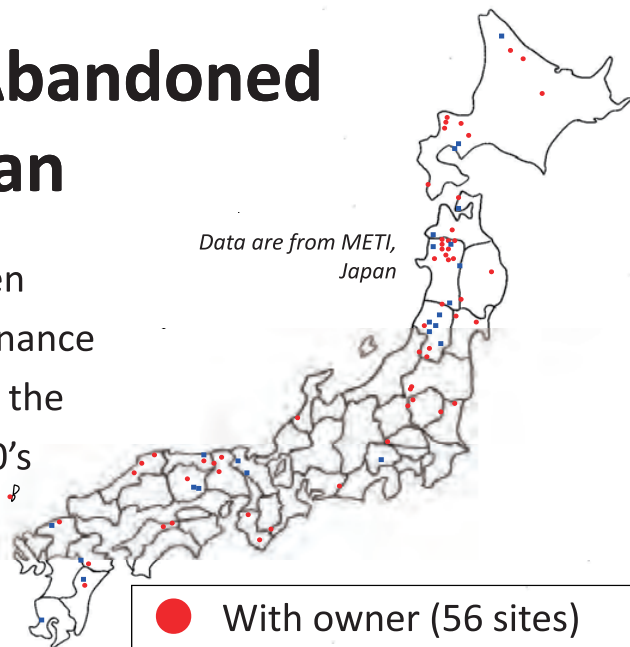 Abandoned
an
Data are from METI,
Japan
en
nance
the
0's
With owner (56 sites)